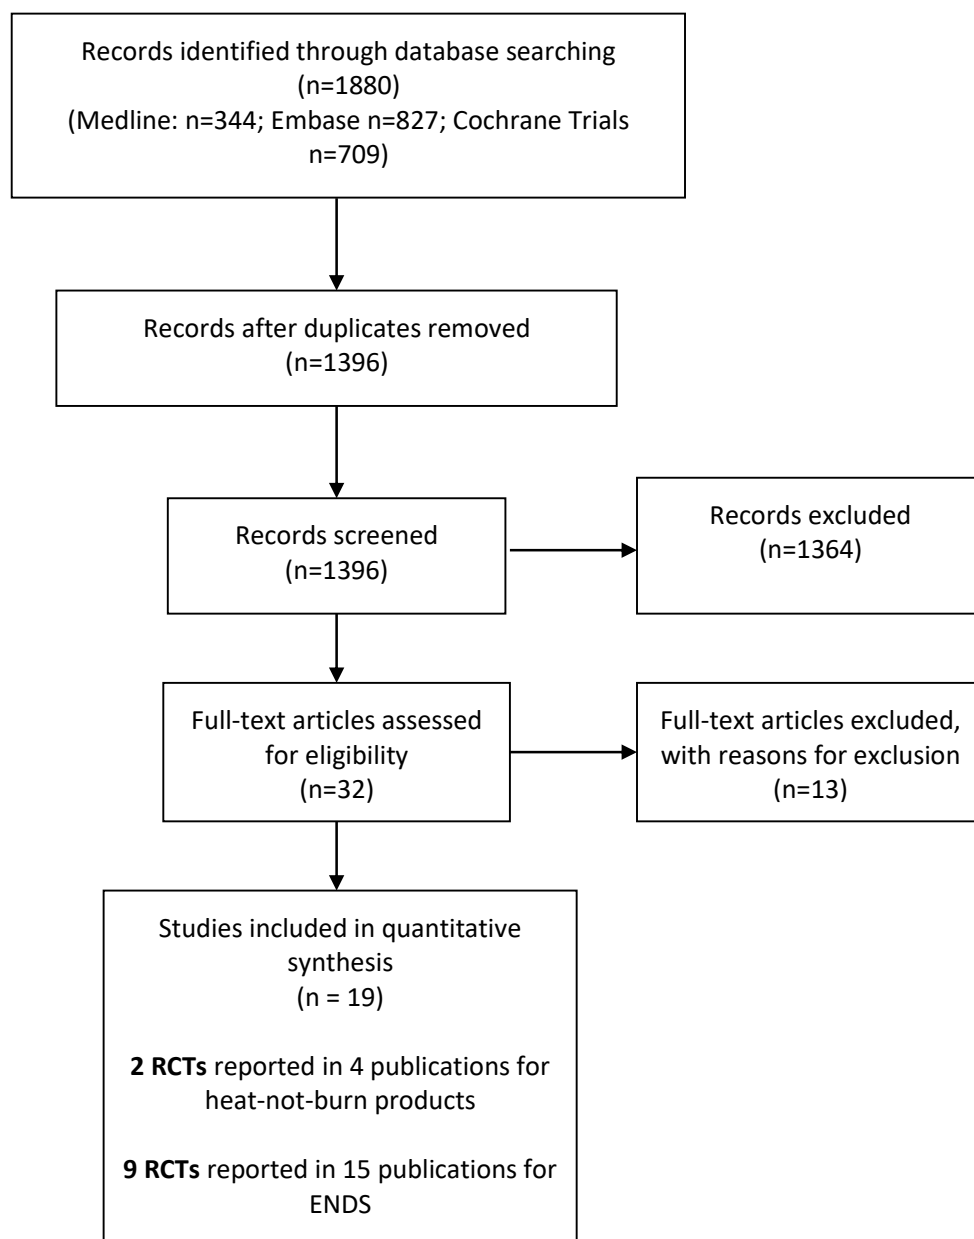 Records identified through database searching
(n=1880)
(Medline: n=344; Embase n=827; Cochrane Trials
n=709)
Records after duplicates removed
(n=1396)
Records screened
(n=1396)
Records excluded
(n=1364)
Full-text articles assessed
for eligibility
(n=32)
Full-text articles excluded,
with reasons for exclusion
(n=13)
Studies included in quantitative
synthesis
(n = 19)
2 RCTs reported in 4 publications for
heat-not-burn products
9 RCTs reported in 15 publications for
ENDS